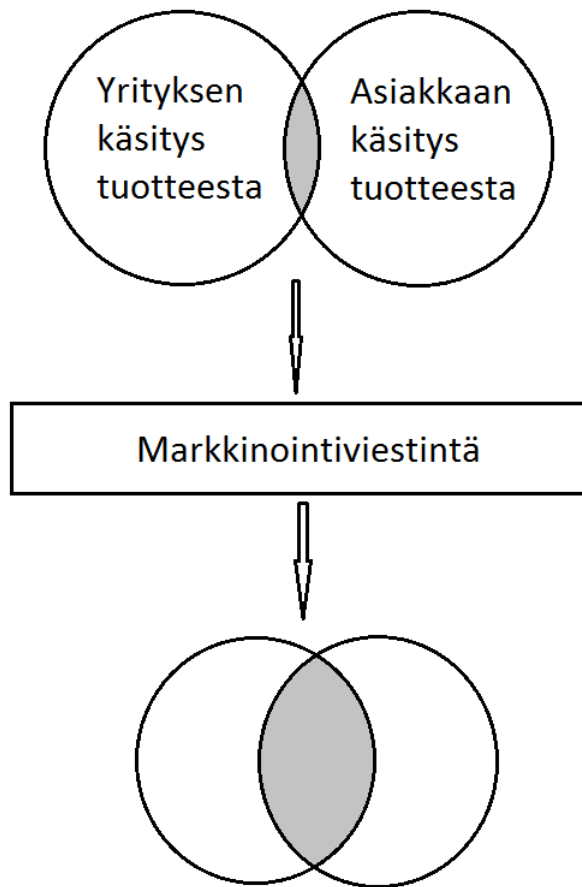 Yrityksen
käsitys
tuotteesta
Asiakkaan
käsitys
tuotteesta
Markkinointiviestintä